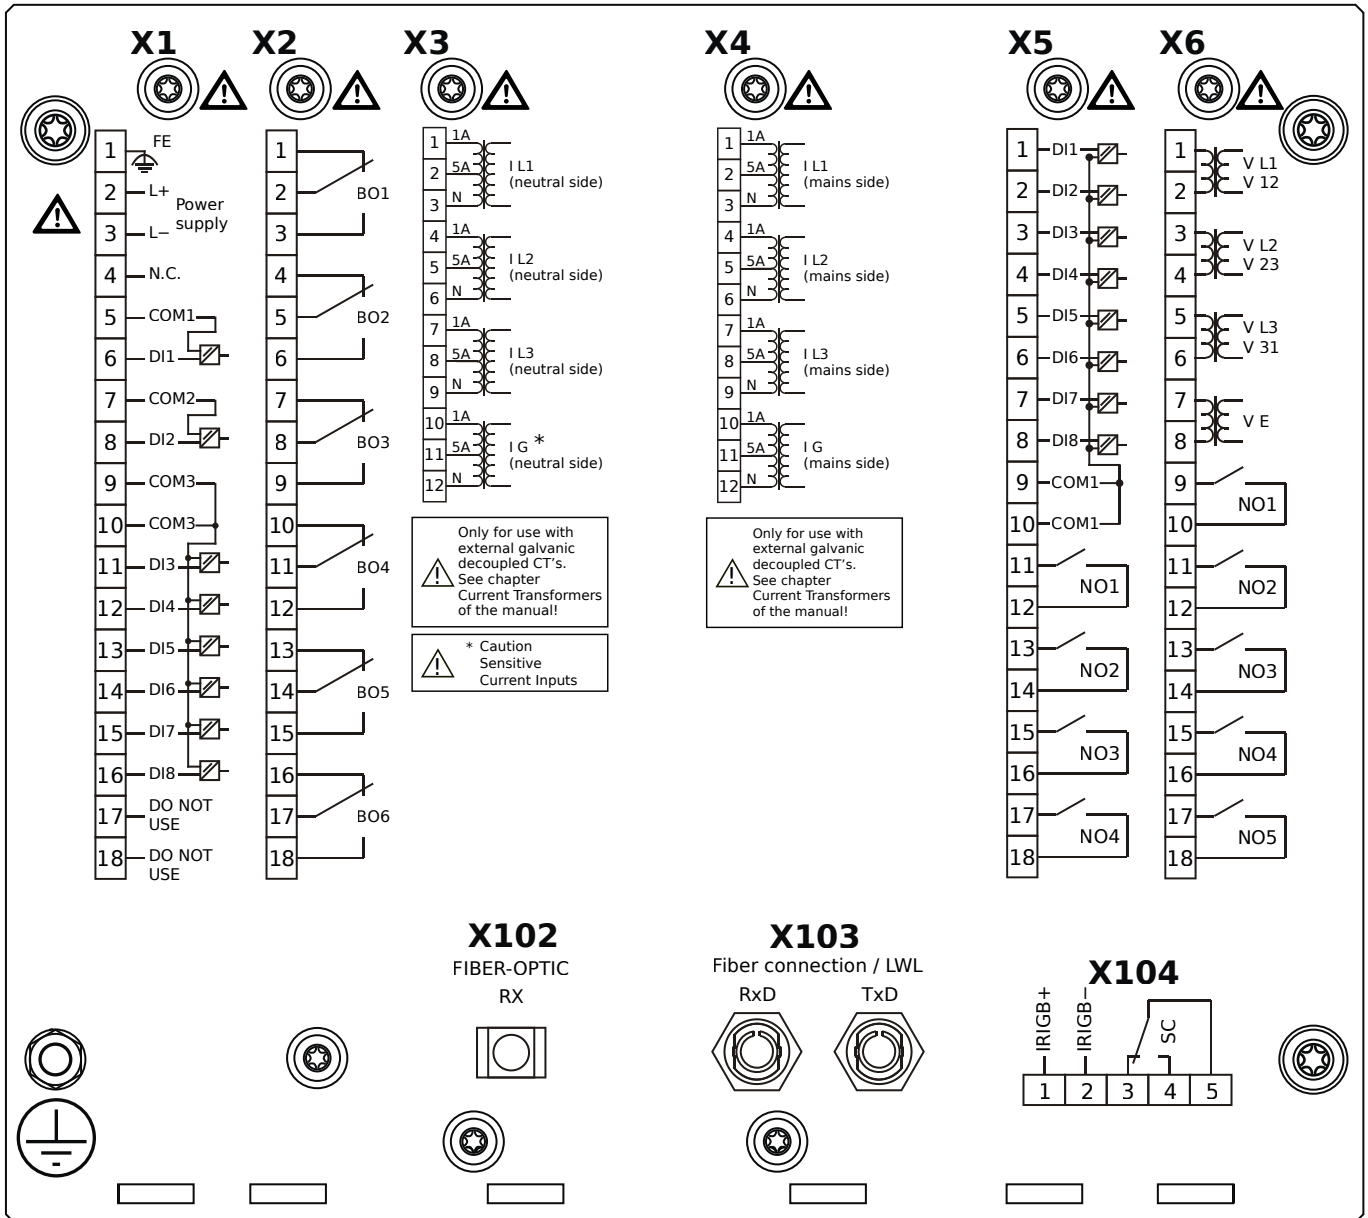 X1
X2
X3
X4
X5
X6
1
FE
2
L+
Power
supply
3
L−
4
N.C.
5
COM1
6
DI1
7
COM2
8
DI2
9
COM3
10
COM3
11
DI3
12
DI4
13
DI5
14
DI6
15
DI7
16
DI8
17
DO NOT
USE
18
DO NOT
USE
1
2
BO1
3
4
5
BO2
6
7
8
BO3
9
10
11
BO4
12
13
14
BO5
15
16
17
BO6
18
1
1A
2
5A
I L1
(neutral side)
3
N
4
1A
5
5A
I L2
(neutral side)
6
N
7
1A
8
5A
I L3
(neutral side)
9
N
10
1A
11
5A
I G *
(neutral side)
12
N
Only for use with
external galvanic
decoupled CT’s.
See chapter
Current Transformers
of the manual!
* Caution
Sensitive
Current Inputs
1
1A
2
5A
I L1
(mains side)
3
N
4
1A
5
5A
I L2
(mains side)
6
N
7
1A
8
5A
I L3
(mains side)
9
N
10
1A
11
5A
I G
(mains side)
12
N
Only for use with
external galvanic
decoupled CT’s.
See chapter
Current Transformers
of the manual!
1
DI1
2
DI2
3
DI3
4
DI4
5
DI5
6
DI6
7
DI7
8
DI8
9
COM1
10
COM1
11
NO1
12
13
NO2
14
15
NO3
16
17
NO4
18
1
V L1
V 12
2
3
V L2
V 23
4
5
V L3
V 31
6
7
V E
8
9
NO1
10
11
NO2
12
13
NO3
14
15
NO4
16
17
NO5
18
X102
FIBER-OPTIC
RX
X103
Fiber connection / LWL
RxD
TxD
X104
IRIGB+
IRIGB−
SC
1
2
3
4
5